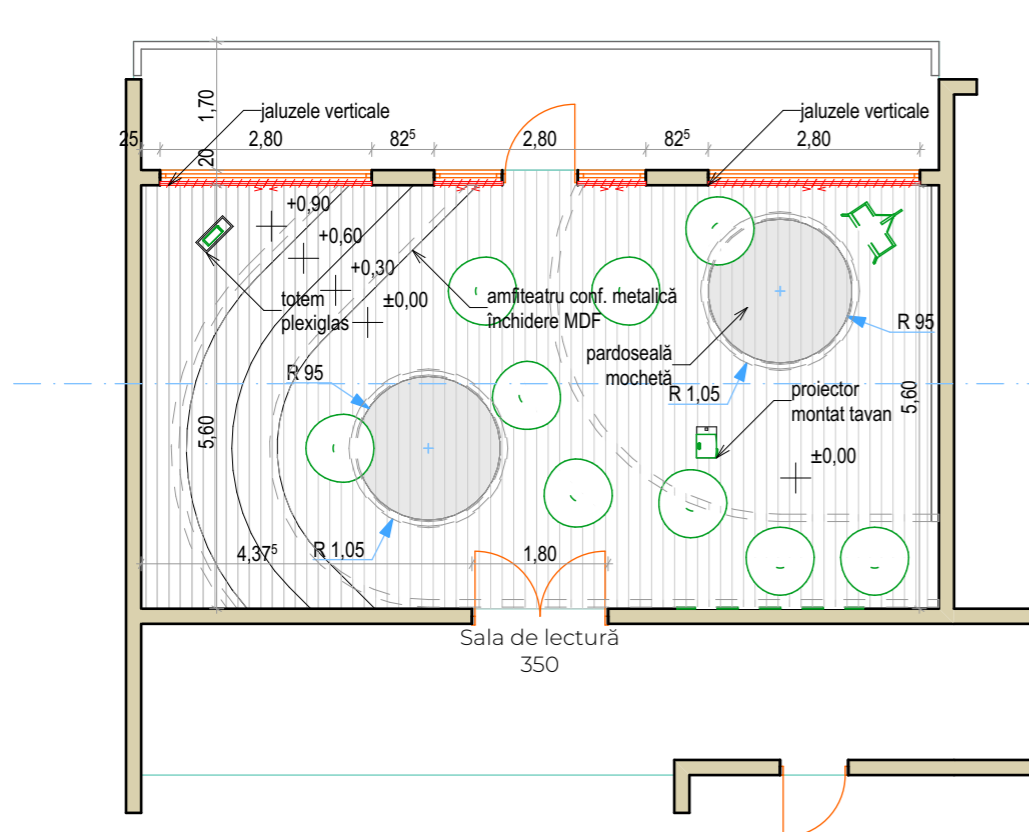 1,70
jaluzele verticale
jaluzele verticale
25
2,80
82⁵
2,80
82⁵
2,80
20
+0,90
+0,60
+0,30
±0,00
totem
plexiglas
amfiteatru conf. metalică
închidere MDF
R 95
pardoseală
mochetă
R 95
R 1,05
proiector
montat tavan
5,60
5,60
±0,00
4,37⁵
R 1,05
1,80
Sala de lectură
350